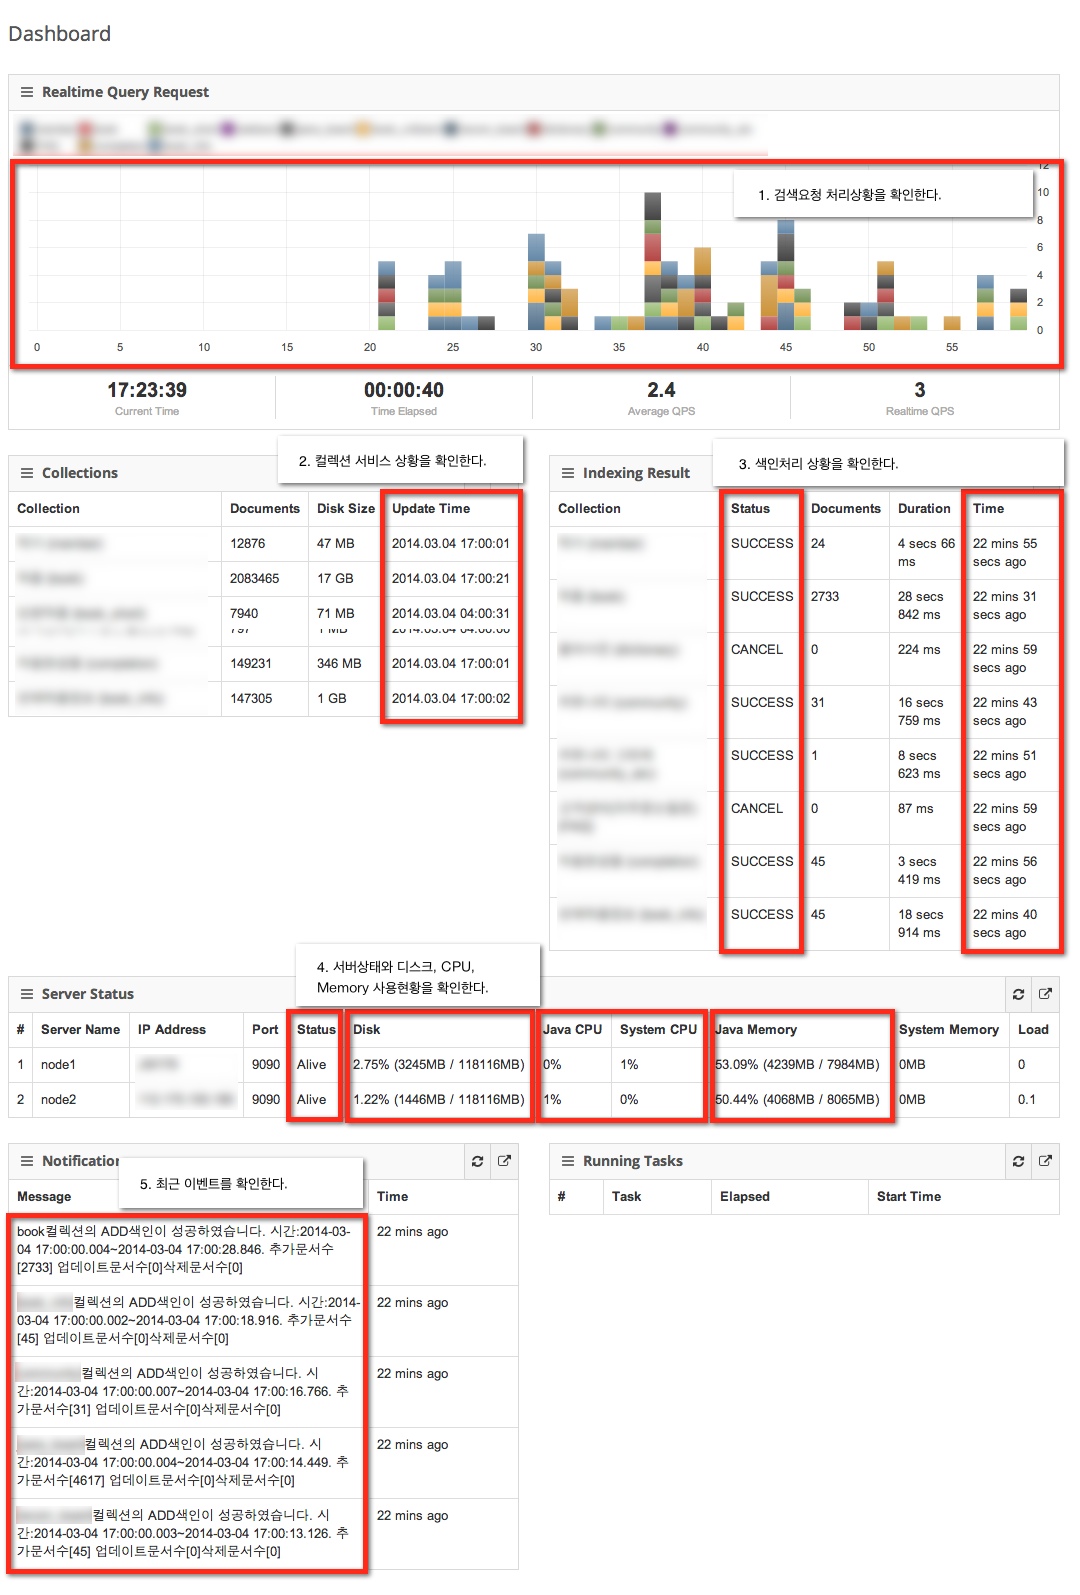 Dashboard
Realtime Query Request
1. 검색요청 처리상황을 확인한다.
12
10
8
6
4
2
0
0 5 10 15 20 25 30 35 40 45 50 55
17:23:39 00:00:40 2.4 3
Current Time Time Elapsed Average QPS Realtime QPS
2. 컬렉션 서비스 상황을 확인한다.
Collections
Collection Documents Disk Size Update Time
12876 47 MB 2014.03.04 17:00:01
2083465 17 GB 2014.03.04 17:00:21
7940 71 MB 2014.03.04 04:00:31
149231 346 MB 2014.03.04 17:00:01
147305 1 GB 2014.03.04 17:00:02
3. 색인처리 상황을 확인한다.
Indexing Result
Collection Status Documents Duration Time
SUCCESS 24 4 secs 66 22 mins 55
ms secs ago
SUCCESS 2733 28 secs 22 mins 31
842 ms secs ago
CANCEL 0 224 ms 22 mins 59
secs ago
SUCCESS 31 16 secs 22 mins 43
759 ms secs ago
SUCCESS 1 8 secs 22 mins 51
623 ms secs ago
CANCEL 0 87 ms 22 mins 59
secs ago
SUCCESS 45 3 secs 22 mins 56
419 ms secs ago
SUCCESS 45 18 secs 22 mins 40
914 ms secs ago
4. 서버상태와 디스크, CPU,
Memory 사용현황을 확인한다.
Server Status
# Server Name IP Address Port Status Disk Java CPU System CPU Java Memory System Memory Load
1 node1 9090 Alive 2.75% (3245MB / 118116MB) 0% 1% 53.09% (4239MB / 7984MB) 0MB 0
2 node2 9090 Alive 1.22% (1446MB / 118116MB) 1% 0% 50.44% (4068MB / 8065MB) 0MB 0.1
Notification
5. 최근 이벤트를 확인한다.
Message Time
book컬렉션의 ADD색인이 성공하였습니다. 시간:2014-03- 22 mins ago
04 17:00:00.004~2014-03-04 17:00:28.846. 추가문서수
[2733] 업데이트문서수[0]삭제문서수[0]
컬렉션의 ADD색인이 성공하였습니다. 시간:2014- 22 mins ago
03-04 17:00:00.002~2014-03-04 17:00:18.916. 추가문서수
[45] 업데이트문서수[0]삭제문서수[0]
컬렉션의 ADD색인이 성공하였습니다. 시 22 mins ago
간:2014-03-04 17:00:00.007~2014-03-04 17:00:16.766. 추
가문서수[31] 업데이트문서수[0]삭제문서수[0]
컬렉션의 ADD색인이 성공하였습니다. 시 22 mins ago
간:2014-03-04 17:00:00.004~2014-03-04 17:00:14.449. 추
가문서수[4617] 업데이트문서수[0]삭제문서수[0]
컬렉션의 ADD색인이 성공하였습니다. 시 22 mins ago
간:2014-03-04 17:00:00.003~2014-03-04 17:00:13.126. 추
가문서수[45] 업데이트문서수[0]삭제문서수[0]
Running Tasks
# Task Elapsed Start Time